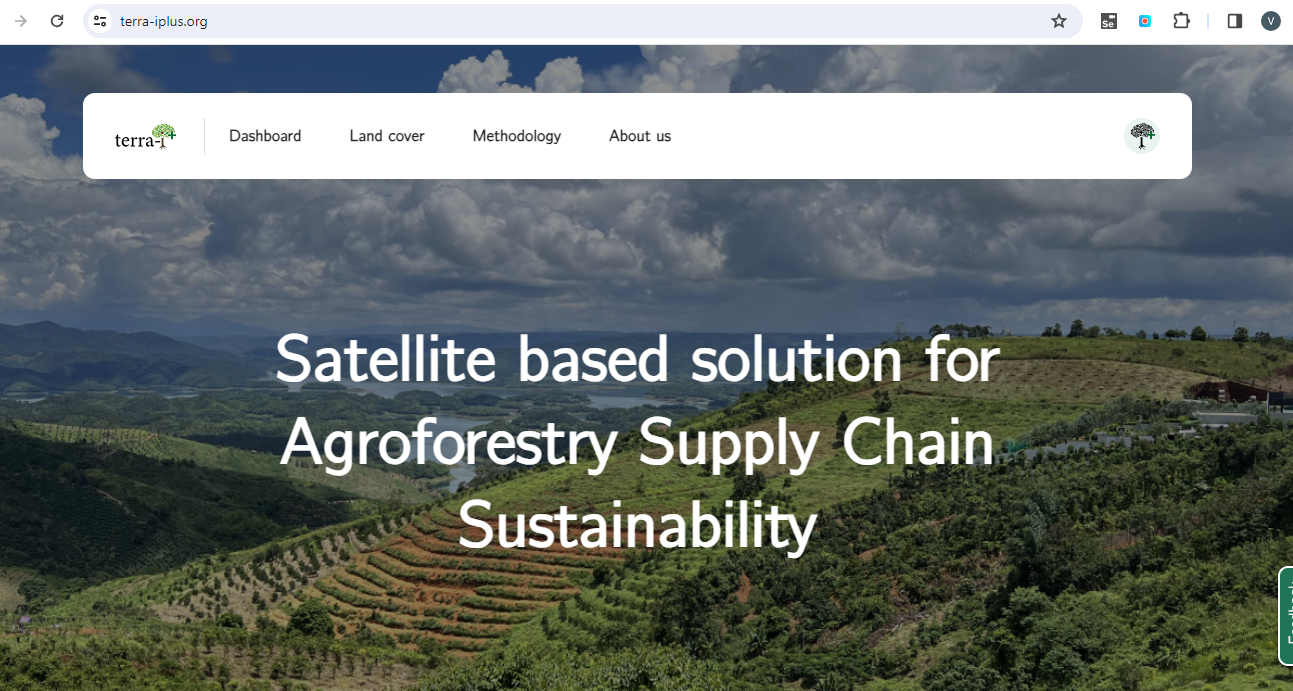 terra-iplus.org
Se
V
terra-i
Dashboard
Land cover
Methodology
About us
Satellite based solution for
Agroforestry Supply Chain
Sustainability